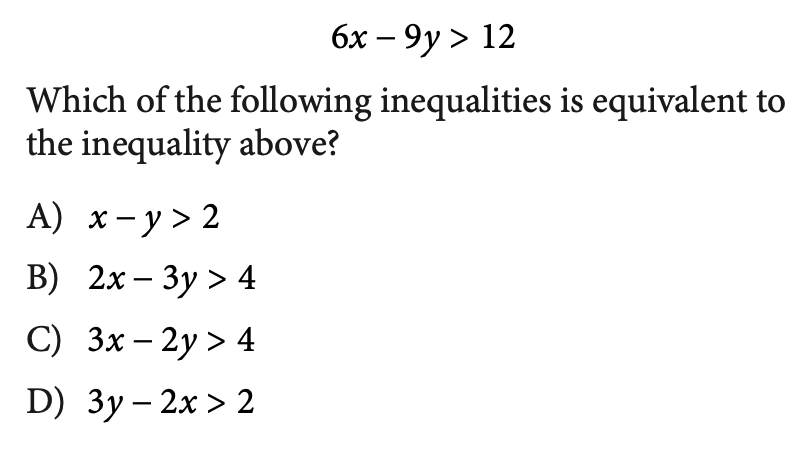 6x – 9y > 12
Which of the following inequalities is equivalent to
the inequality above?
A) x – y > 2
B) 2x – 3y > 4
C) 3x – 2y > 4
D) 3y – 2x > 2